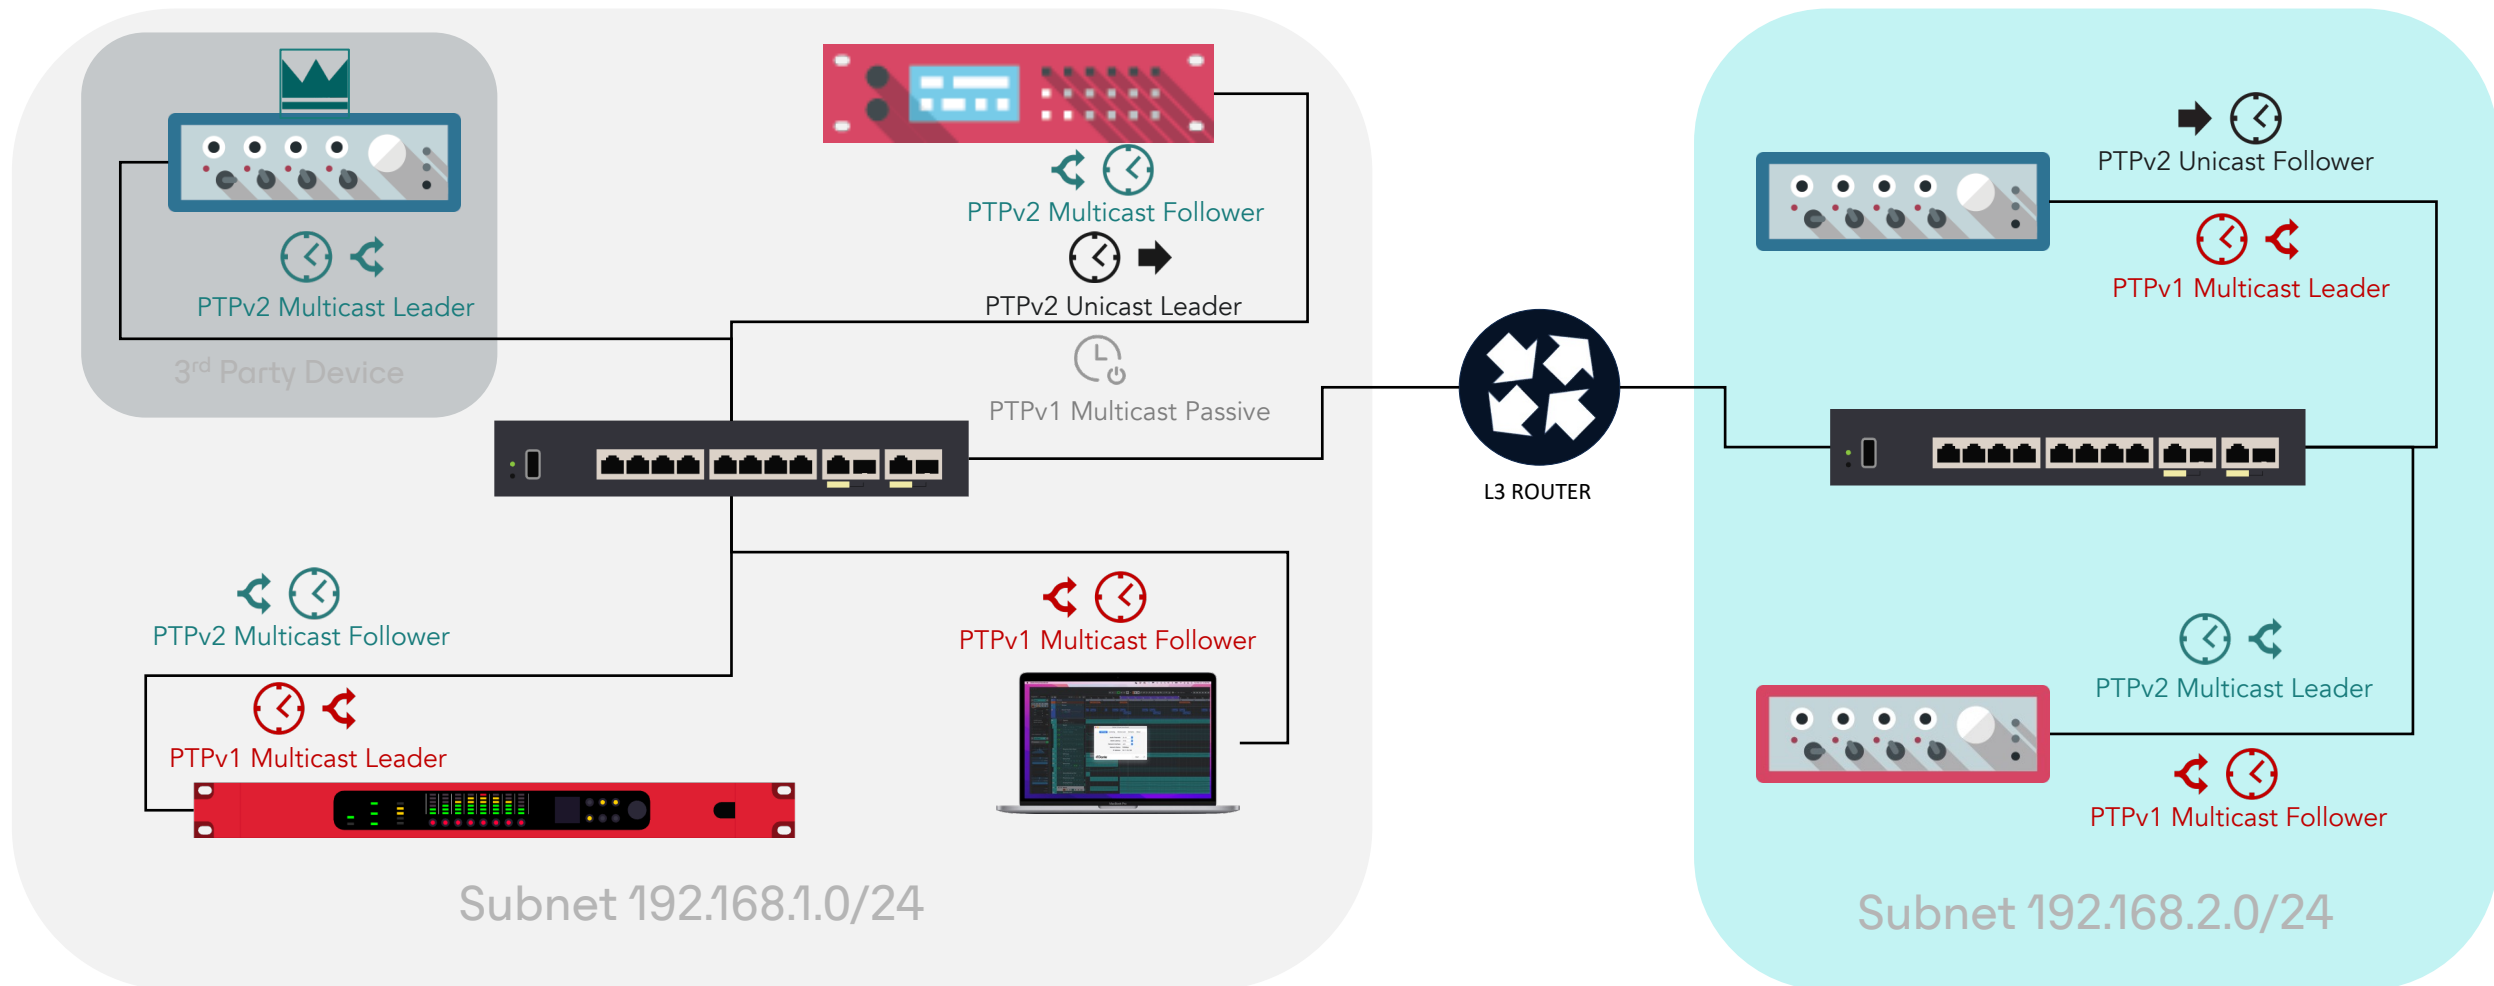 PTPv2 Multicast Leader
3rd Party Device
PTPv2 Multicast Follower
PTPv2 Unicast Leader
PTPv1 Multicast Passive
PTPv2 Multicast Follower
PTPv1 Multicast Leader
PTPv1 Multicast Follower
Subnet 192.168.1.0/24
L3 ROUTER
PTPv2 Unicast Follower
PTPv1 Multicast Leader
PTPv2 Multicast Leader
PTPv1 Multicast Follower
Subnet 192.168.2.0/24